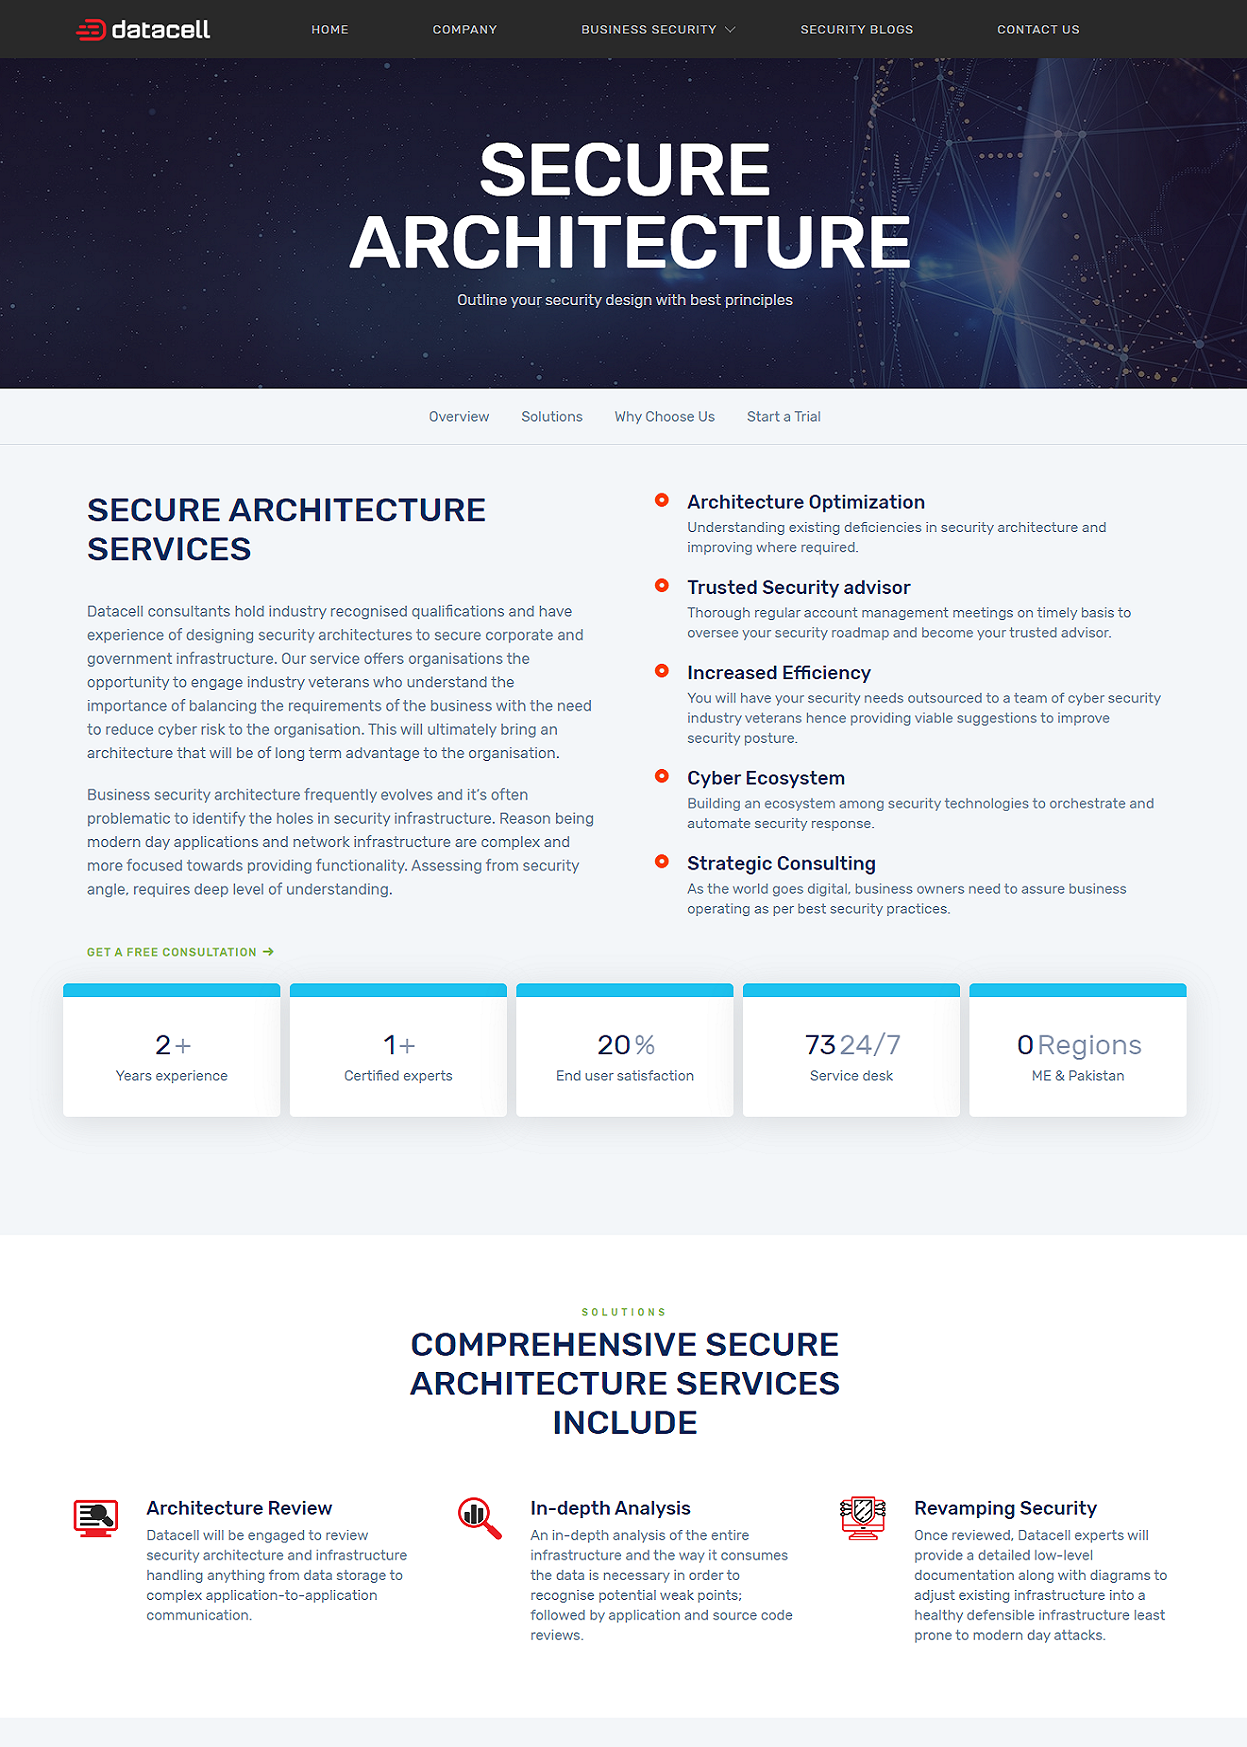 datacell
HOME
COMPANY
BUSINESS SECURITY
SECURITY BLOGS
CONTACT US
SECURE
ARCHITECTURE
Outline your security design with best principles
Overview
Solutions
Why Choose Us
Start a Trial
SECURE ARCHITECTURE
SERVICES
Datacell consultants hold industry recognised qualifications and have
experience of designing security architectures to secure corporate and
government infrastructure. Our service offers organisations the
opportunity to engage industry veterans who understand the
importance of balancing the requirements of the business with the need
to reduce cyber risk to the organisation. This will ultimately bring an
architecture that will be of long term advantage to the organisation.
Business security architecture frequently evolves and it's often
problematic to identify the holes in security infrastructure. Reason being
modern day applications and network infrastructure are complex and
more focused towards providing functionality. Assessing from security
angle, requires deep level of understanding.
GET A FREE CONSULTATION →
Architecture Optimization
Understanding existing deficiencies in security architecture and
improving where required.
Trusted Security advisor
Thorough regular account management meetings on timely basis to
oversee your security roadmap and become your trusted advisor.
Increased Efficiency
You will have your security needs outsourced to a team of cyber security
industry veterans hence providing viable suggestions to improve
security posture.
Cyber Ecosystem
Building an ecosystem among security technologies to orchestrate and
automate security response.
Strategic Consulting
As the world goes digital, business owners need to assure business
operating as per best security practices.
2+
Years experience
1+
Certified experts
20%
End user satisfaction
73 24/7
Service desk
0 Regions
ME & Pakistan
SOLUTIONS
COMPREHENSIVE SECURE
ARCHITECTURE SERVICES
INCLUDE
Architecture Review
Datacell will be engaged to review
security architecture and infrastructure
handling anything from data storage to
complex application-to-application
communication.
In-depth Analysis
An in-depth analysis of the entire
infrastructure and the way it consumes
the data is necessary in order to
recognise potential weak points;
followed by application and source code
reviews.
Revamping Security
Once reviewed, Datacell experts will
provide a detailed low-level
documentation along with diagrams to
adjust existing infrastructure into a
healthy defensible infrastructure least
prone to modern day attacks.